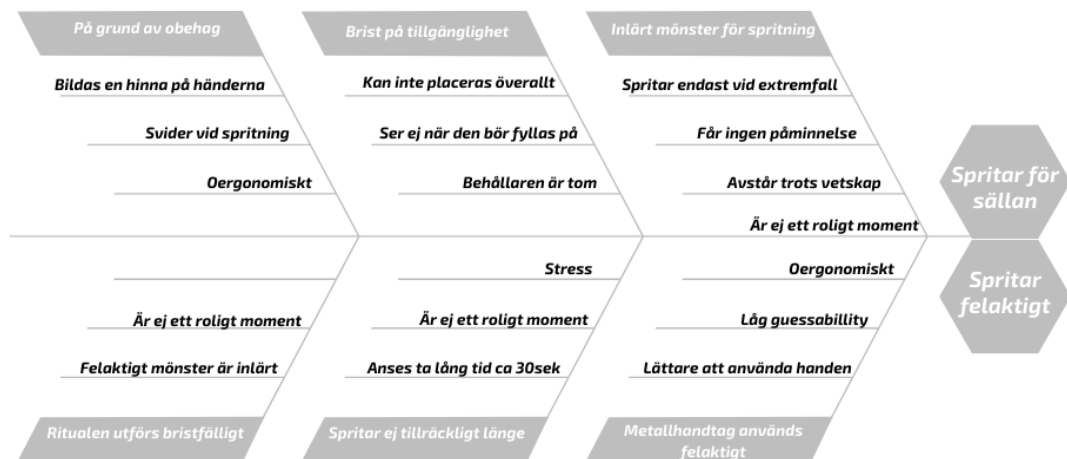 På grund av obehag
Brist på tillgänglighet
Inlärt mönster för spritning
Bildas en hinna på händerna
Kan inte placeras överallt
Spritar endast vid extremfall
Svider vid spritning
Ser ej när den bör fyllas på
Får ingen påminnelse
Oergonomiskt
Behållaren är tom
Avstår trots vetskap
Är ej ett roligt moment
Spritar för
sällan
Stress
Oergonomiskt
Spritar
felaktigt
Är ej ett roligt moment
Är ej ett roligt moment
Låg guessabillity
Felaktigt mönster är inlärt
Anses ta lång tid ca 30sek
Lättare att använda handen
Ritualen utförs bristfälligt
Spritar ej tillräckligt länge
Metallhandtag används
felaktigt